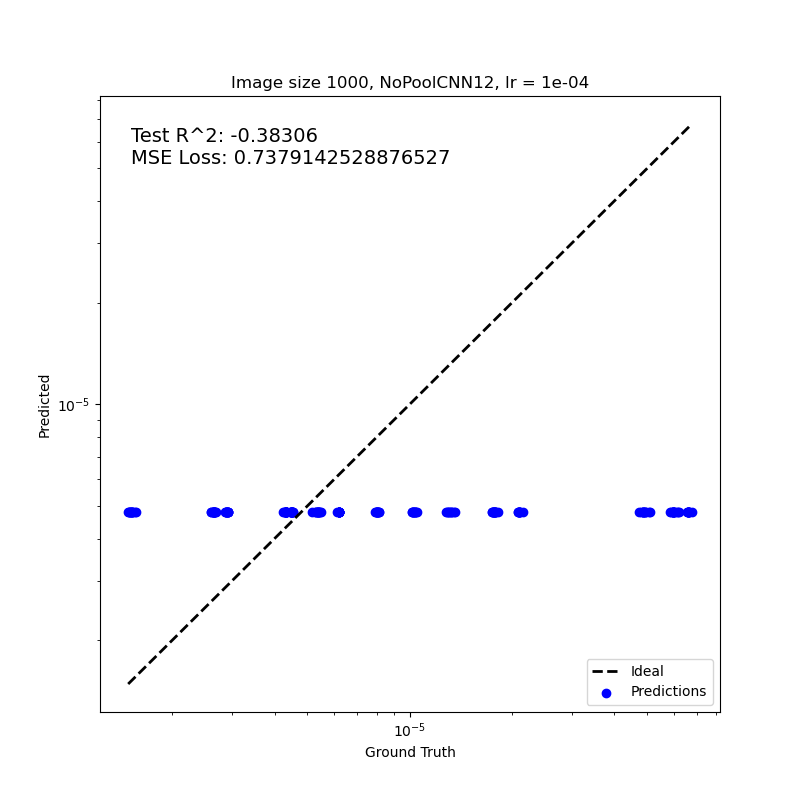 Image size 1000, NoPoolCNN12, lr = 1e-04
Test R^2: -0.38306
MSE Loss: 0.7379142528876527
Predicted
10⁻⁵
10⁻⁵
Ground Truth
Ideal
Predictions